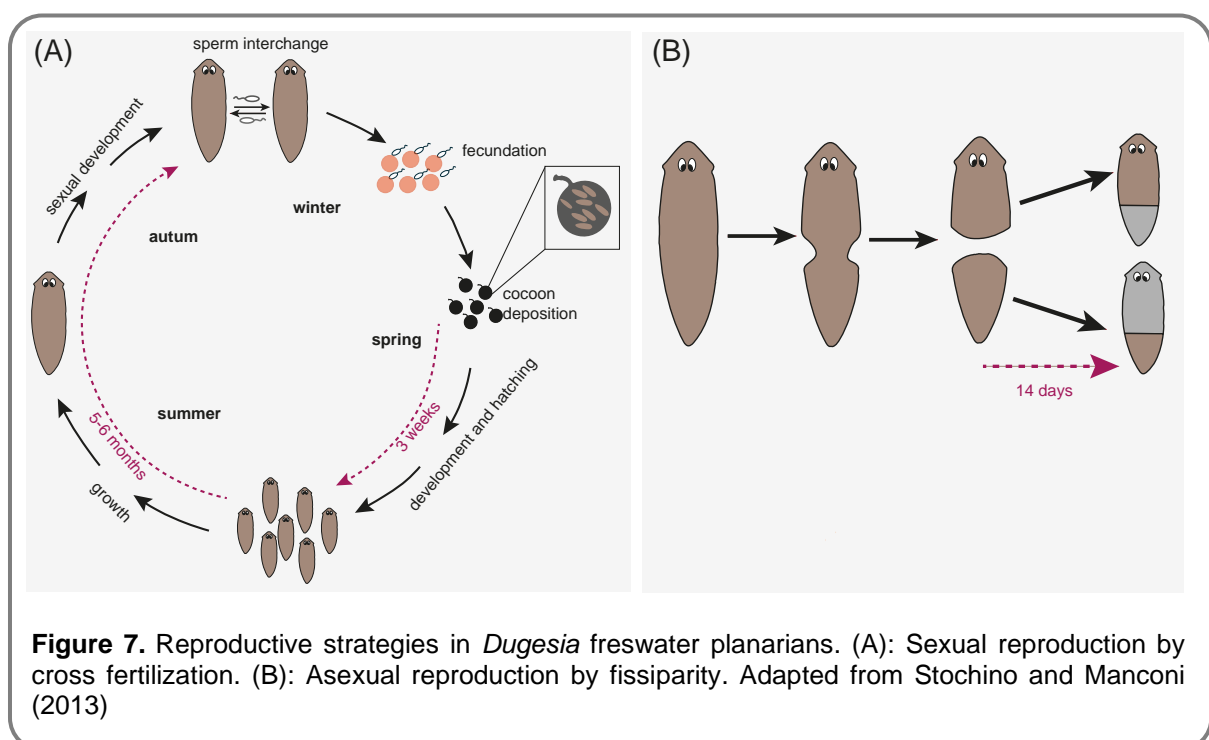 (A)
sperm interchange
sexual development
fecundation
winter
autum
cocoon
deposition
spring
summer
3 weeks
development and hatching
5-6 months
growth
(B)
14 days
Figure 7. Reproductive strategies in Dugesia freswater planarians. (A): Sexual reproduction by
cross fertilization. (B): Asexual reproduction by fissiparity. Adapted from Stochino and Manconi
(2013)